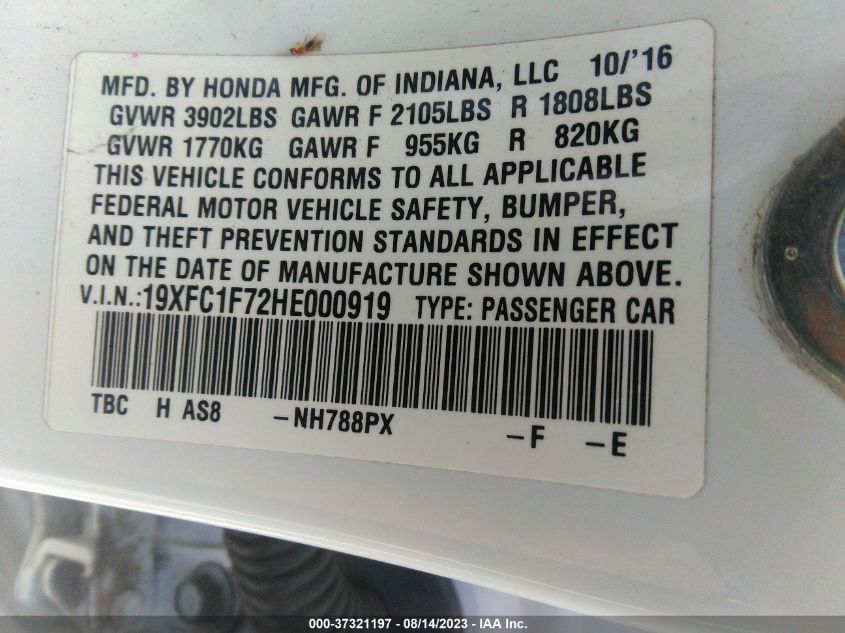 MFD. BY HONDA MFG. OF INDIANA, LLC 10/'16
GVWR 3902LBS GAWR F 2105LBS R 1808LBS
GVWR 1770KG GAWR F 955KG R 820KG
THIS VEHICLE CONFORMS TO ALL APPLICABLE
FEDERAL MOTOR VEHICLE SAFETY, BUMPER,
AND THEFT PREVENTION STANDARDS IN EFFECT
ON THE DATE OF MANUFACTURE SHOWN ABOVE.
V.I.N.:19XFC1F72HE000919 TYPE: PASSENGER CAR
TBC H AS8 -NH788PX -F -E
000-37321197 - 08/14/2023 - IAA Inc.